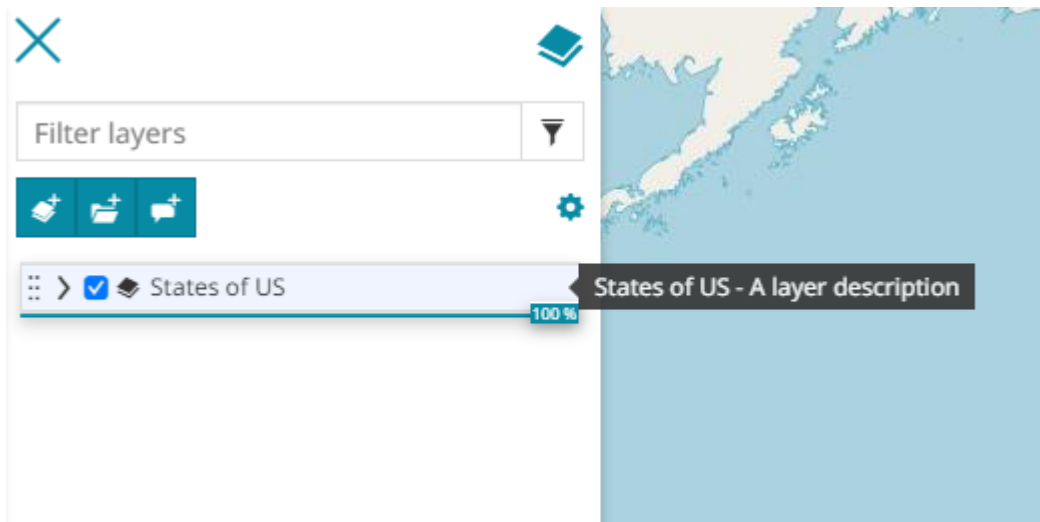 Filter layers
States of US
States of US - A layer description
100 %